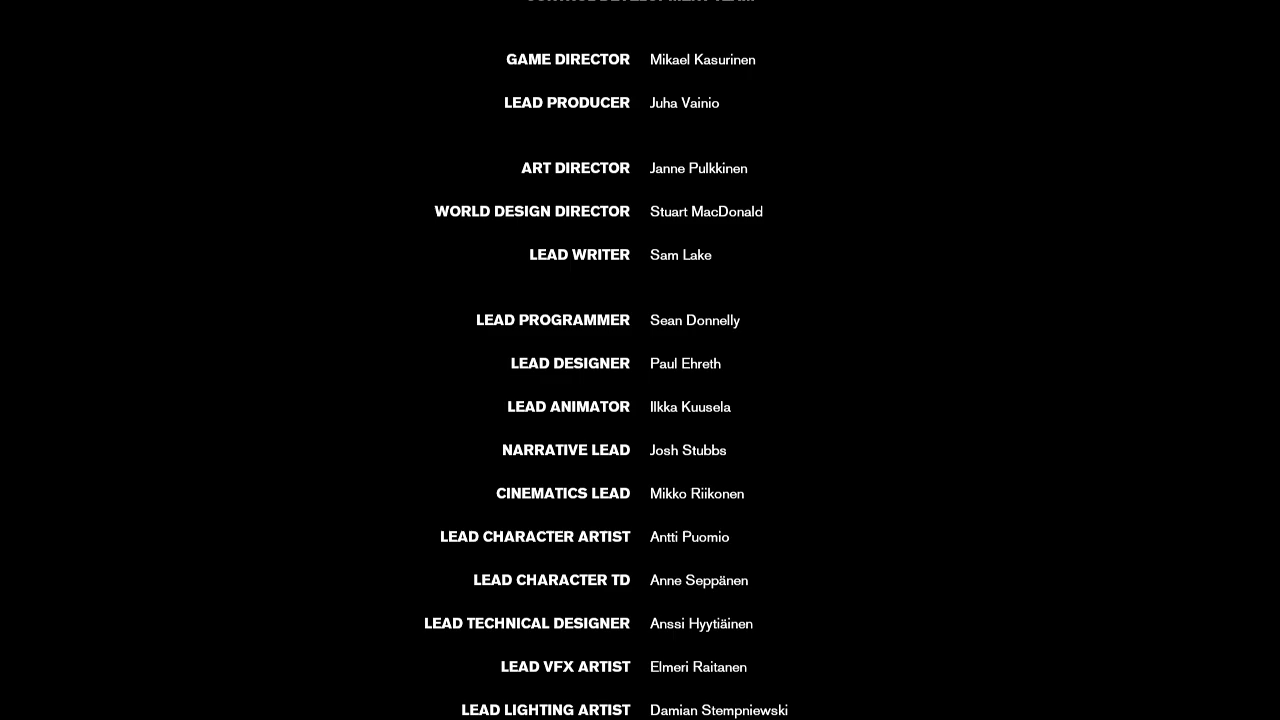 CONTROL DEVELOPMENT TEAM
GAME DIRECTOR Mikael Kasurinen
LEAD PRODUCER Juha Vainio
ART DIRECTOR Janne Pulkkinen
WORLD DESIGN DIRECTOR Stuart MacDonald
LEAD WRITER Sam Lake
LEAD PROGRAMMER Sean Donnelly
LEAD DESIGNER Paul Ehreth
LEAD ANIMATOR Ilkka Kuusela
NARRATIVE LEAD Josh Stubbs
CINEMATICS LEAD Mikko Riikonen
LEAD CHARACTER ARTIST Antti Puomio
LEAD CHARACTER TD Anne Seppänen
LEAD TECHNICAL DESIGNER Anssi Hyytiäinen
LEAD VFX ARTIST Elmeri Raitanen
LEAD LIGHTING ARTIST Damian Stempniewski